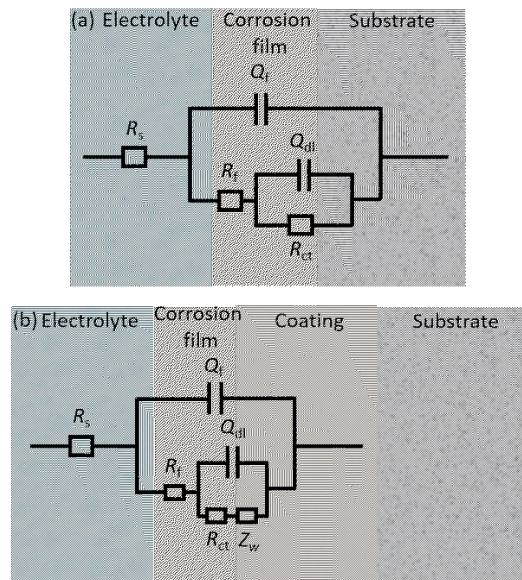 (a) Electrolyte Corrosion film Substrate
Qf
Rs
Qdl
Rf
Rct
(b) Electrolyte Corrosion film Coating Substrate
Qf
Rs
Qdl
Rf
Rct Zw